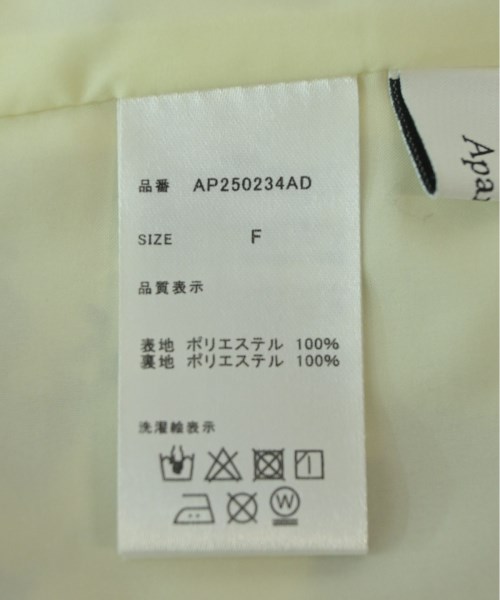 品番 AP250234AD
SIZE F
品質表示
表地 ポリエステル 100%
裏地 ポリエステル 100%
洗濯絵表示
W